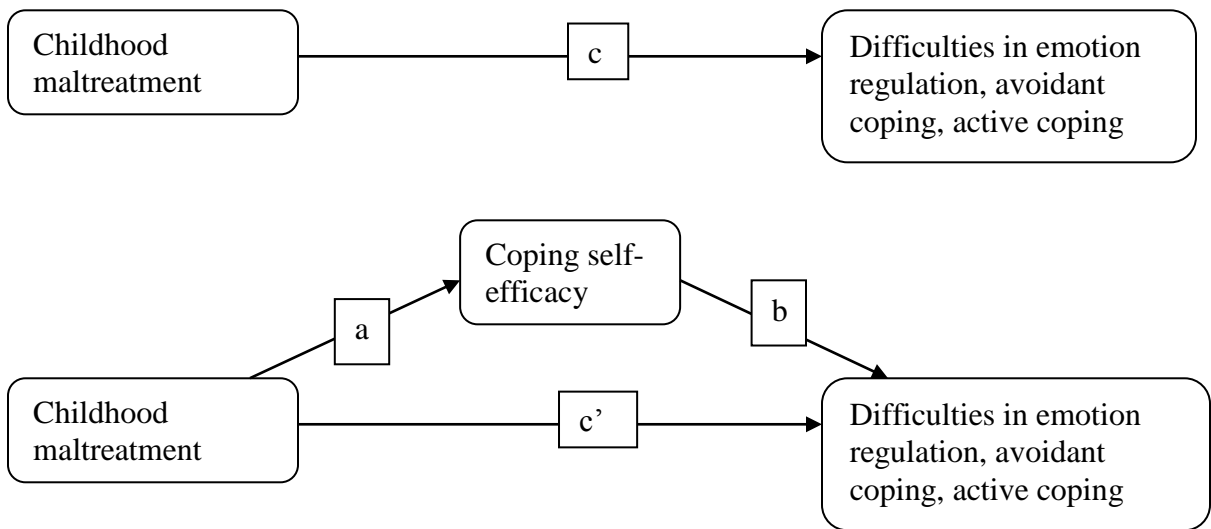 Childhood
maltreatment
c
Difficulties in emotion
regulation, avoidant
coping, active coping
Coping self-
efficacy
a
b
Childhood
maltreatment
c’
Difficulties in emotion
regulation, avoidant
coping, active coping